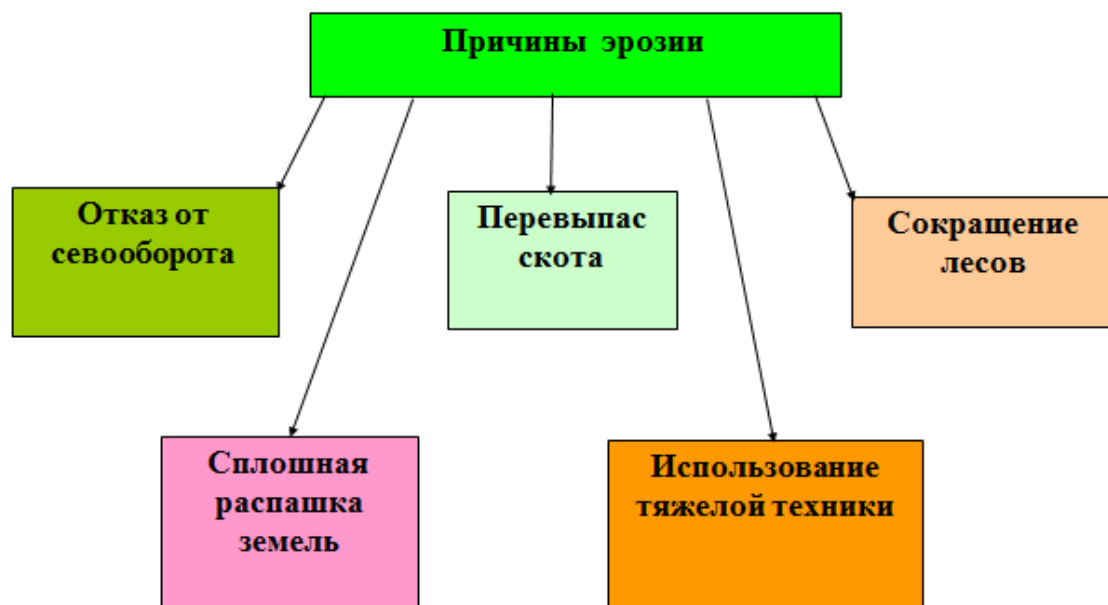 Причины эрозии
Отказ от
севооборота
Перевыпас
скота
Сокращение
лесов
Сплошная
распашка
земель
Использование
тяжелой техники